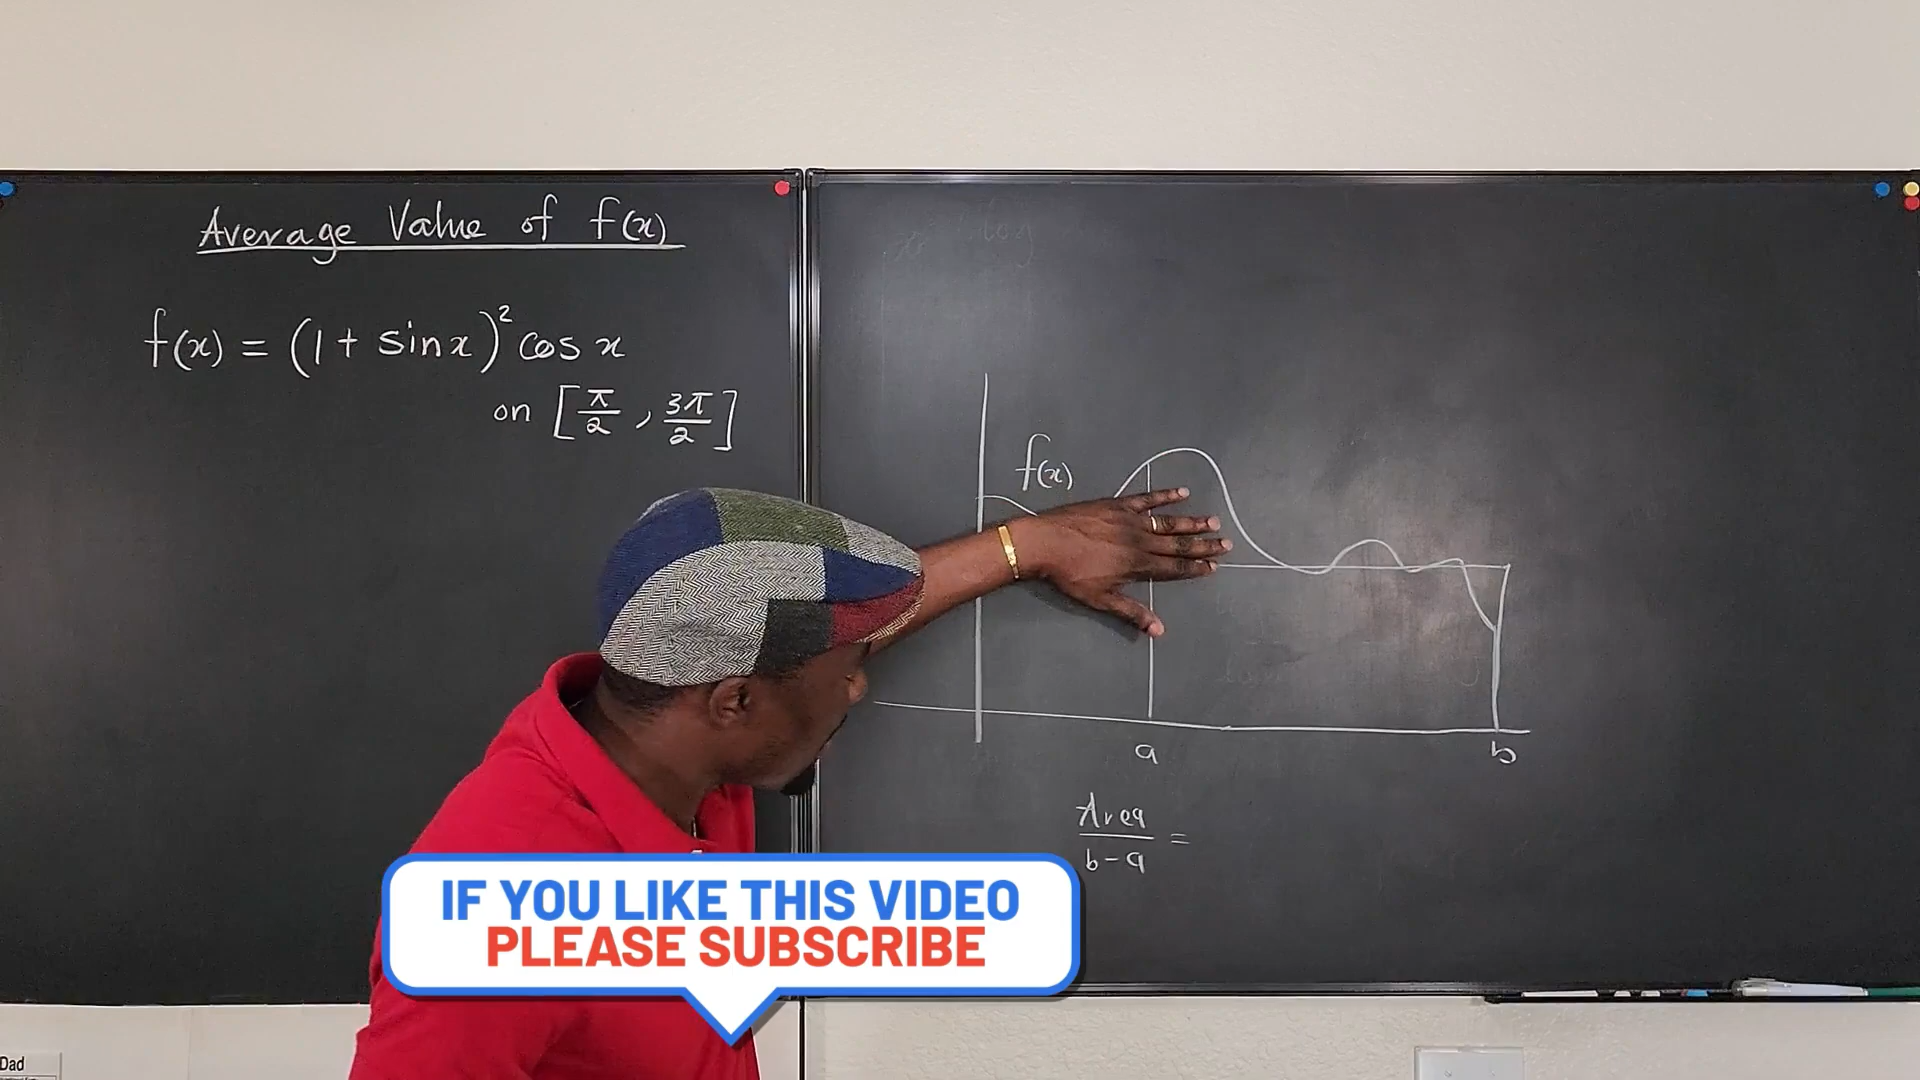 Average Value of f(x)
f(x) = (1 + sin x)² cos x
on [π/2, 3π/2]
f(x)
a
b
Area
b - a
=
IF YOU LIKE THIS VIDEO
PLEASE SUBSCRIBE
Dad